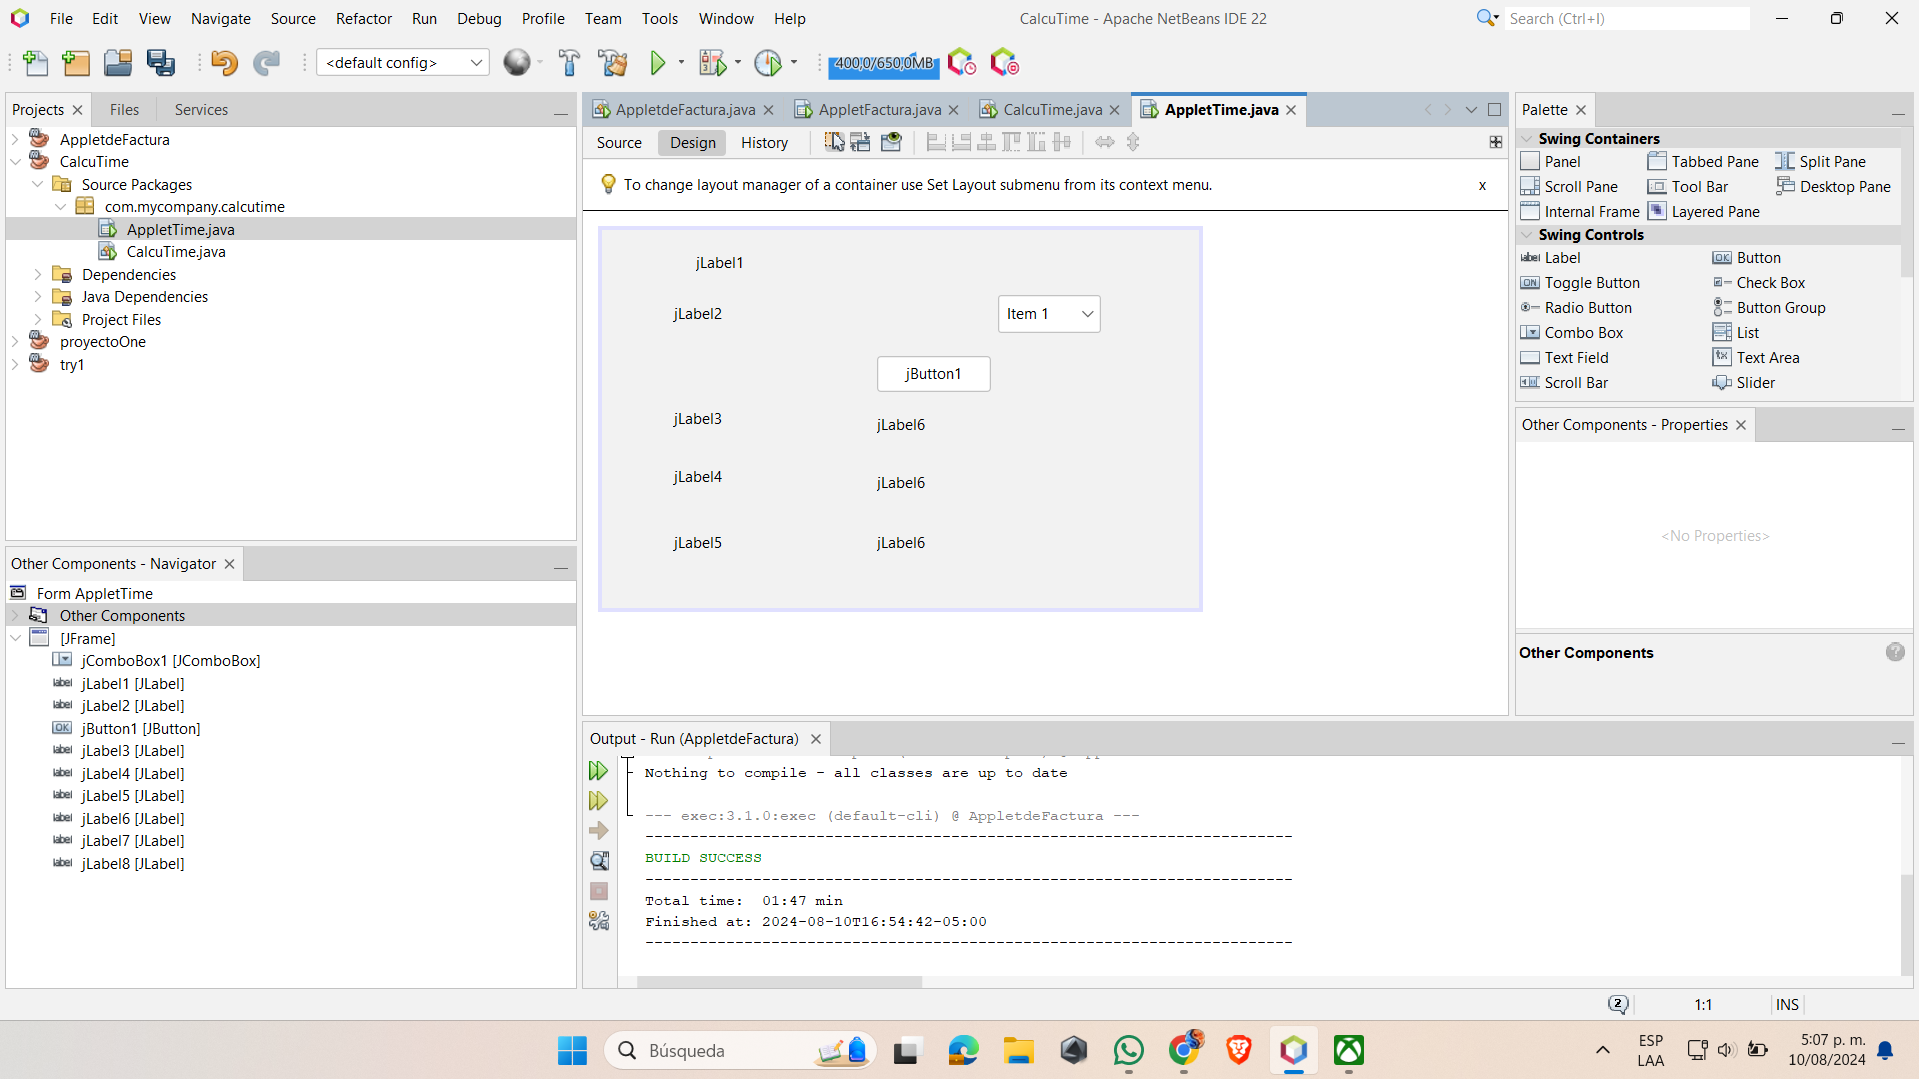 File Edit View Navigate Source Refactor Run Debug Profile Team Tools Window Help
CalcuTime - Apache NetBeans IDE 22
Search (Ctrl+I)
<default config>
400,0/650,0MB
Projects
Files
Services
AppletdeFactura
CalcuTime
Source Packages
com.mycompany.calcutime
AppletTime.java
CalcuTime.java
Dependencies
Java Dependencies
Project Files
proyectoOne
try1
Other Components - Navigator
Form AppletTime
Other Components
[JFrame]
jComboBox1 [JComboBox]
jLabel1 [JLabel]
jLabel2 [JLabel]
jButton1 [JButton]
jLabel3 [JLabel]
jLabel4 [JLabel]
jLabel5 [JLabel]
jLabel6 [JLabel]
jLabel7 [JLabel]
jLabel8 [JLabel]
AppletdeFactura.java
AppletFactura.java
CalcuTime.java
AppletTime.java
Source Design History
To change layout manager of a container use Set Layout submenu from its context menu. x
jLabel1
jLabel2
Item 1
jButton1
jLabel3 jLabel6
jLabel4 jLabel6
jLabel5 jLabel6
Output - Run (AppletdeFactura)
Nothing to compile - all classes are up to date
--- exec:3.1.0:exec (default-cli) @ AppletdeFactura ---
------------------------------------------------------------------------
BUILD SUCCESS
------------------------------------------------------------------------
Total time:  01:47 min
Finished at: 2024-08-10T16:54:42-05:00
------------------------------------------------------------------------
Palette
Swing Containers
Panel Tabbed Pane Split Pane
Scroll Pane Tool Bar Desktop Pane
Internal Frame Layered Pane
Swing Controls
Label Button
Toggle Button Check Box
Radio Button Button Group
Combo Box List
Text Field Text Area
Scroll Bar Slider
Other Components - Properties
<No Properties>
Other Components
2
1:1
INS
Búsqueda
ESP
LAA
5:07 p. m.
10/08/2024